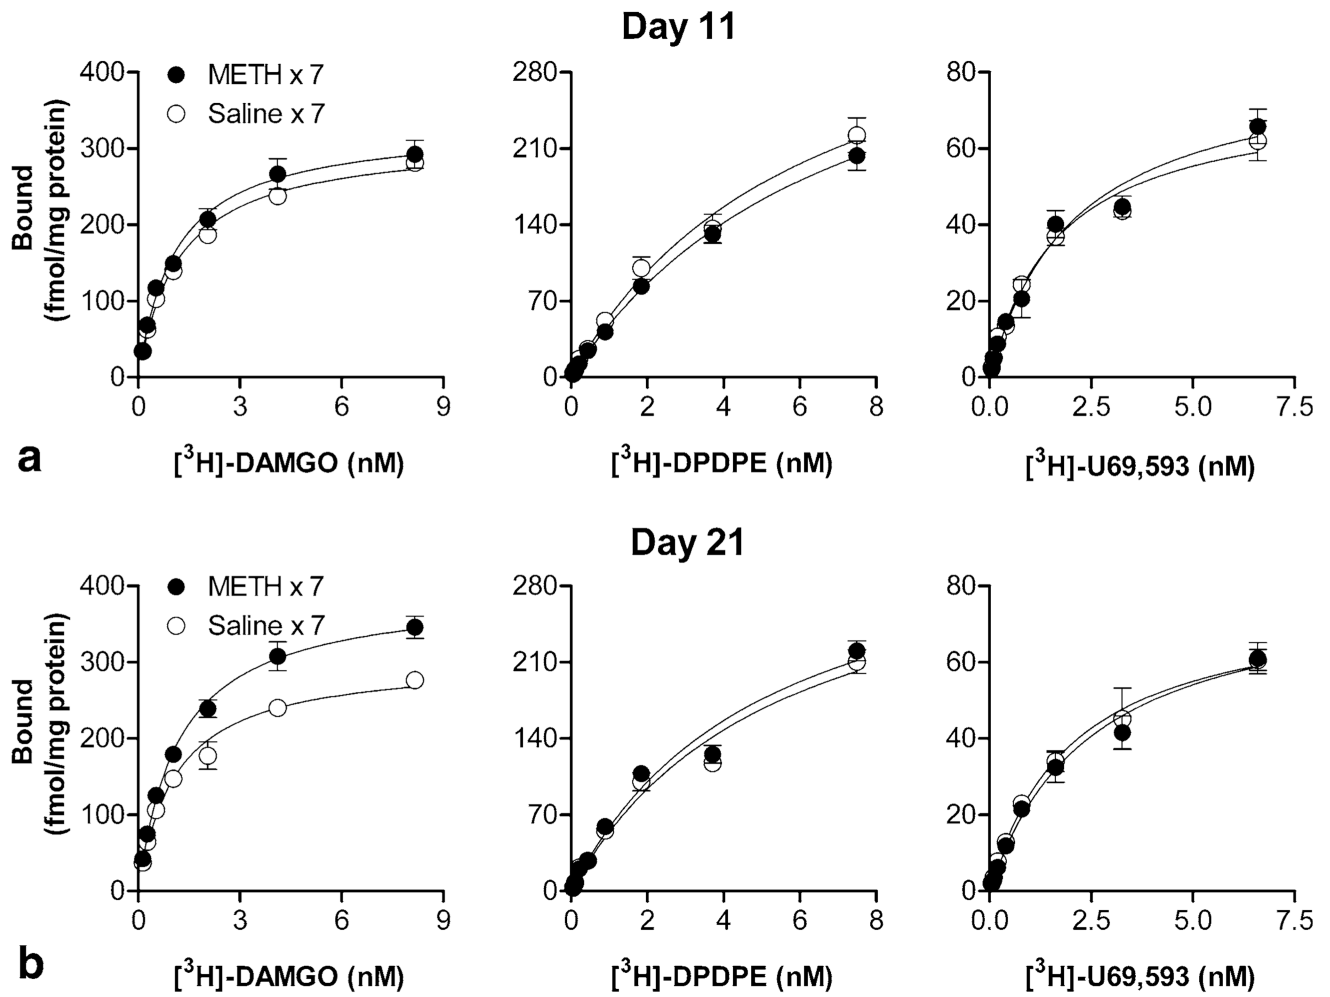 Day 11
METH x 7
Saline x 7
Bound
(fmol/mg protein)
400
300
200
100
0
0 3 6 9
[³H]-DAMGO (nM)
280
210
140
70
0
0 2 4 6 8
[³H]-DPDPE (nM)
80
60
40
20
0
0.0 2.5 5.0 7.5
[³H]-U69,593 (nM)
a
Day 21
METH x 7
Saline x 7
Bound
(fmol/mg protein)
400
300
200
100
0
0 3 6 9
[³H]-DAMGO (nM)
280
210
140
70
0
0 2 4 6 8
[³H]-DPDPE (nM)
80
60
40
20
0
0.0 2.5 5.0 7.5
[³H]-U69,593 (nM)
b